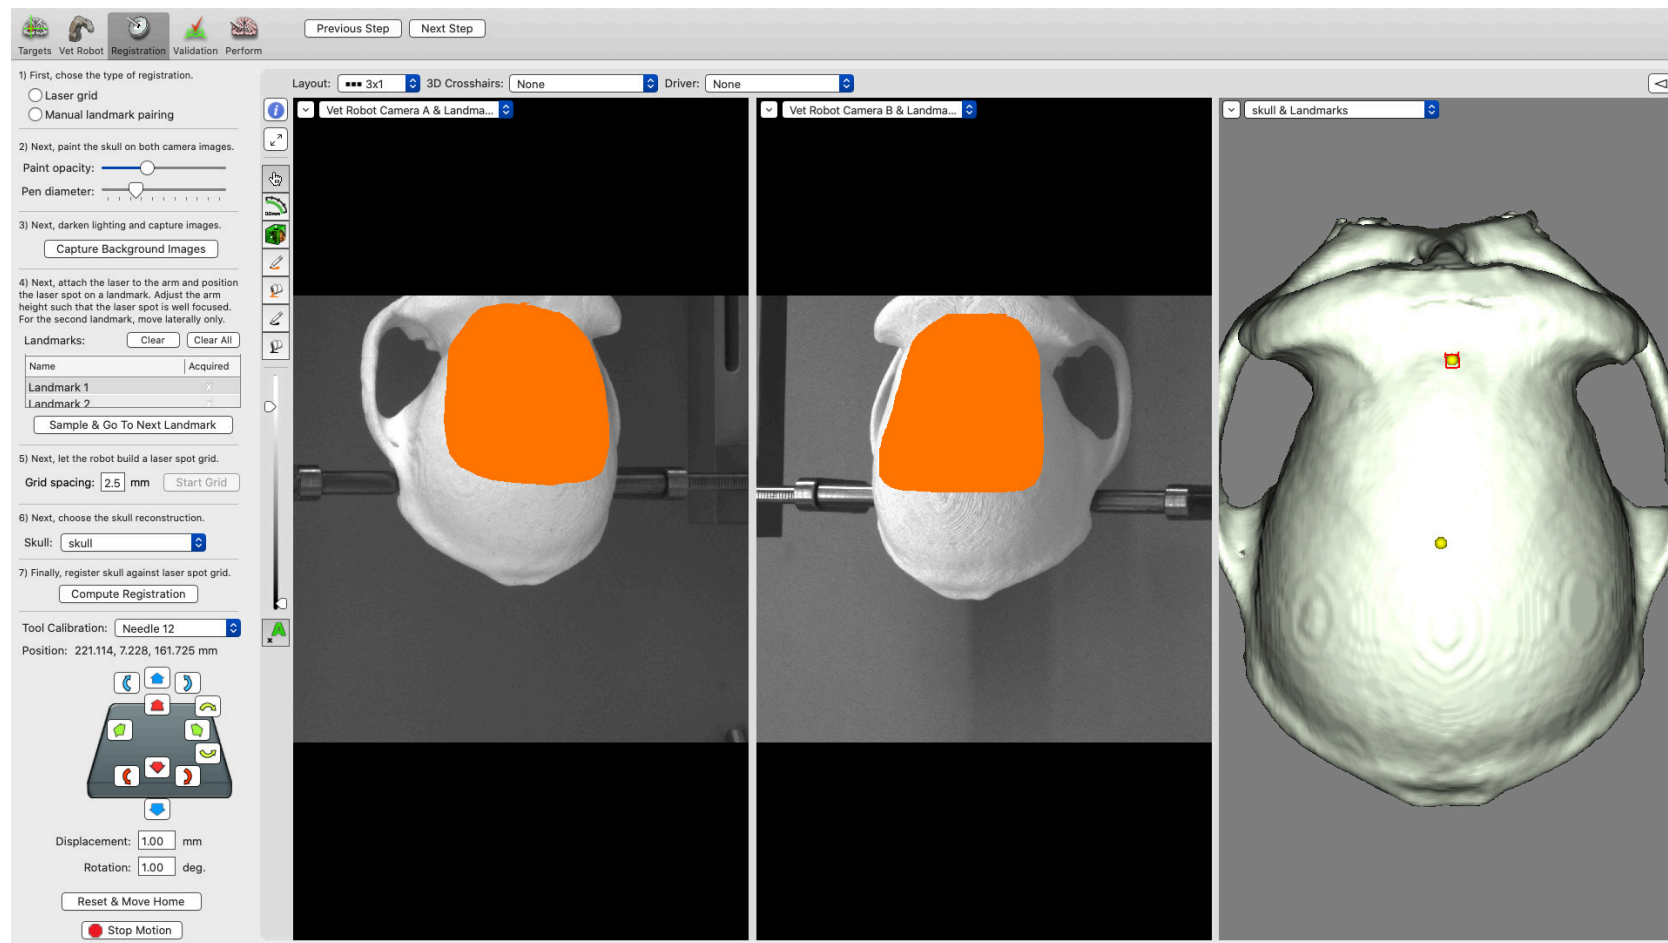 Targets Vet Robot Registration Validation Perform
Previous Step Next Step
1) First, chose the type of registration.
Laser grid
Manual landmark pairing
2) Next, paint the skull on both camera images.
Paint opacity:
Pen diameter:
3) Next, darken lighting and capture images.
Capture Background Images
4) Next, attach the laser to the arm and position
the laser spot on a landmark. Adjust the arm
height such that the laser spot is well focused.
For the second landmark, move laterally only.
Landmarks: Clear Clear All
Name Acquired
Landmark 1
Landmark 2
Sample & Go To Next Landmark
5) Next, let the robot build a laser spot grid.
Grid spacing: 2.5 mm Start Grid
6) Next, choose the skull reconstruction.
Skull: skull
7) Finally, register skull against laser spot grid.
Compute Registration
Tool Calibration: Needle 12
Position: 221.114, 7.228, 161.725 mm
Displacement: 1.00 mm
Rotation: 1.00 deg.
Reset & Move Home
Stop Motion
Layout: 3x1 3D Crosshairs: None Driver: None
Vet Robot Camera A & Landma... Vet Robot Camera B & Landma... skull & Landmarks